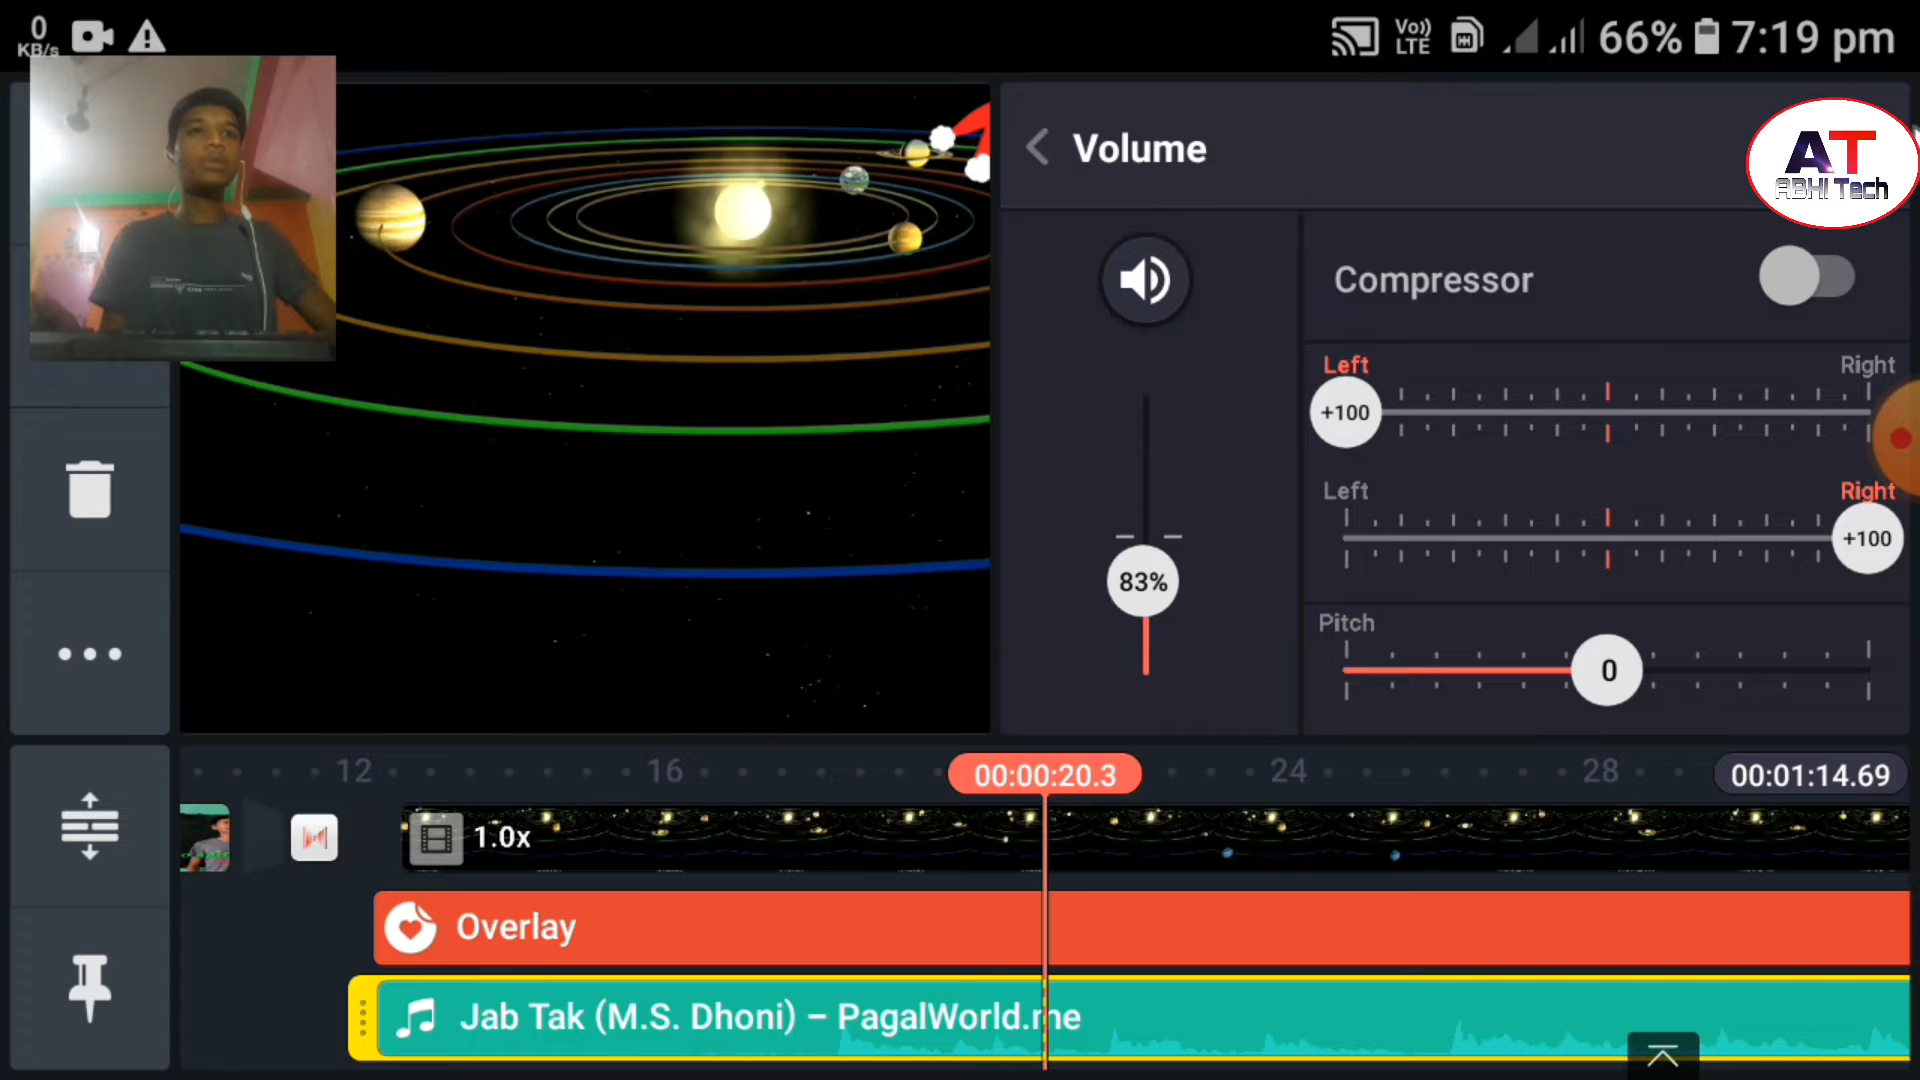 0
KB/s
Vo))
LTE
66%
7:19 pm
Volume
AT
ABHI Tech
Compressor
Left
Right
+100
Left
Right
+100
83%
Pitch
0
12
16
00:00:20.3
24
28
00:01:14.69
1.0x
Overlay
Jab Tak (M.S. Dhoni) – PagalWorld.me